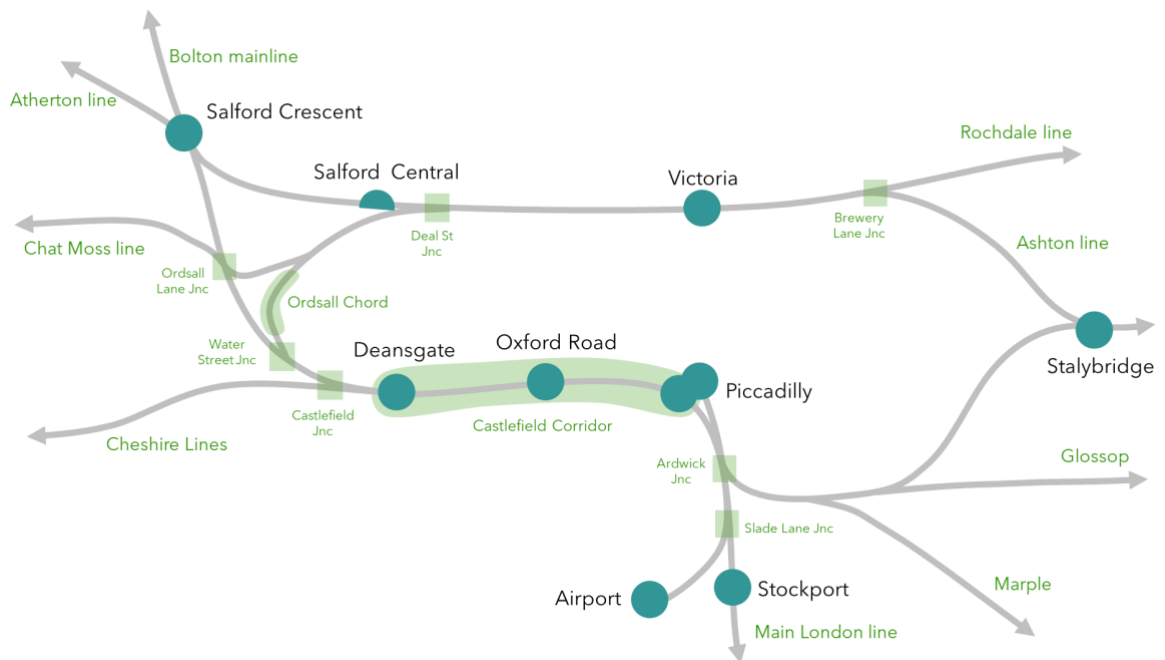 Bolton mainline
Atherton line
Salford Crescent
Rochdale line
Salford Central
Victoria
Brewery
Lane Jnc
Deal St
Jnc
Chat Moss line
Ashton line
Ordsall
Lane Jnc
Ordsall Chord
Water
Street Jnc
Deansgate
Oxford Road
Stalybridge
Piccadilly
Castlefield
Jnc
Castlefield Corridor
Cheshire Lines
Ardwick
Jnc
Glossop
Slade Lane Jnc
Airport
Stockport
Marple
Main London line